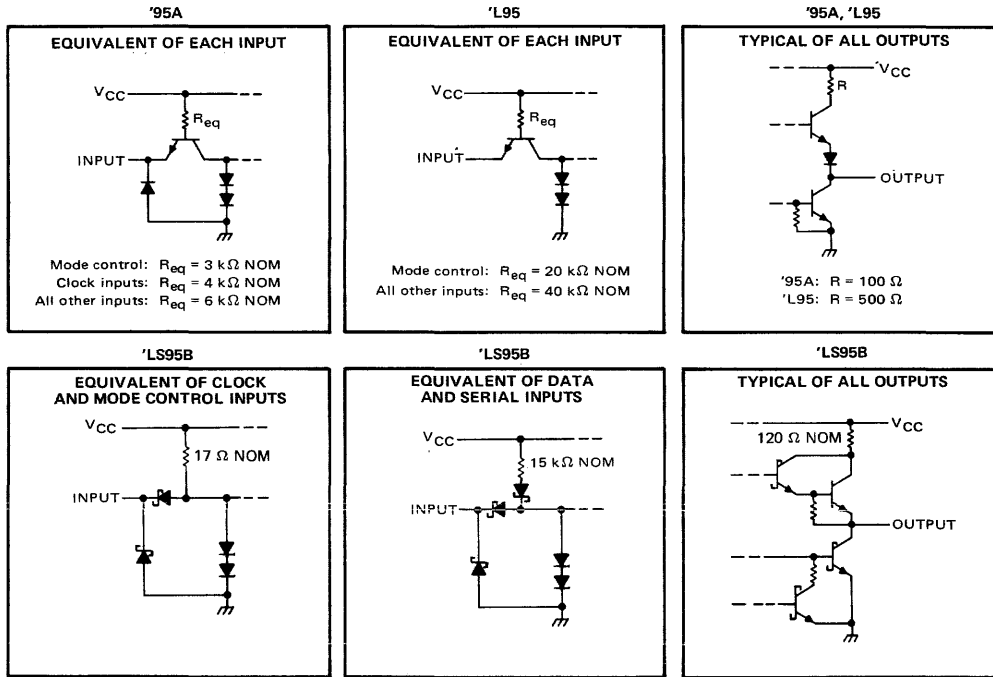 '95A
EQUIVALENT OF EACH INPUT
VCC
Req
INPUT
Mode control: Req = 3 kΩ NOM
Clock inputs: Req = 4 kΩ NOM
All other inputs: Req = 6 kΩ NOM
'L95
EQUIVALENT OF EACH INPUT
VCC
Req
INPUT
Mode control: Req = 20 kΩ NOM
All other inputs: Req = 40 kΩ NOM
'95A, 'L95
TYPICAL OF ALL OUTPUTS
VCC
R
OUTPUT
'95A: R = 100 Ω
'L95: R = 500 Ω
'LS95B
EQUIVALENT OF CLOCK
AND MODE CONTROL INPUTS
VCC
17 Ω NOM
INPUT
'LS95B
EQUIVALENT OF DATA
AND SERIAL INPUTS
VCC
15 kΩ NOM
INPUT
'LS95B
TYPICAL OF ALL OUTPUTS
VCC
120 Ω NOM
OUTPUT